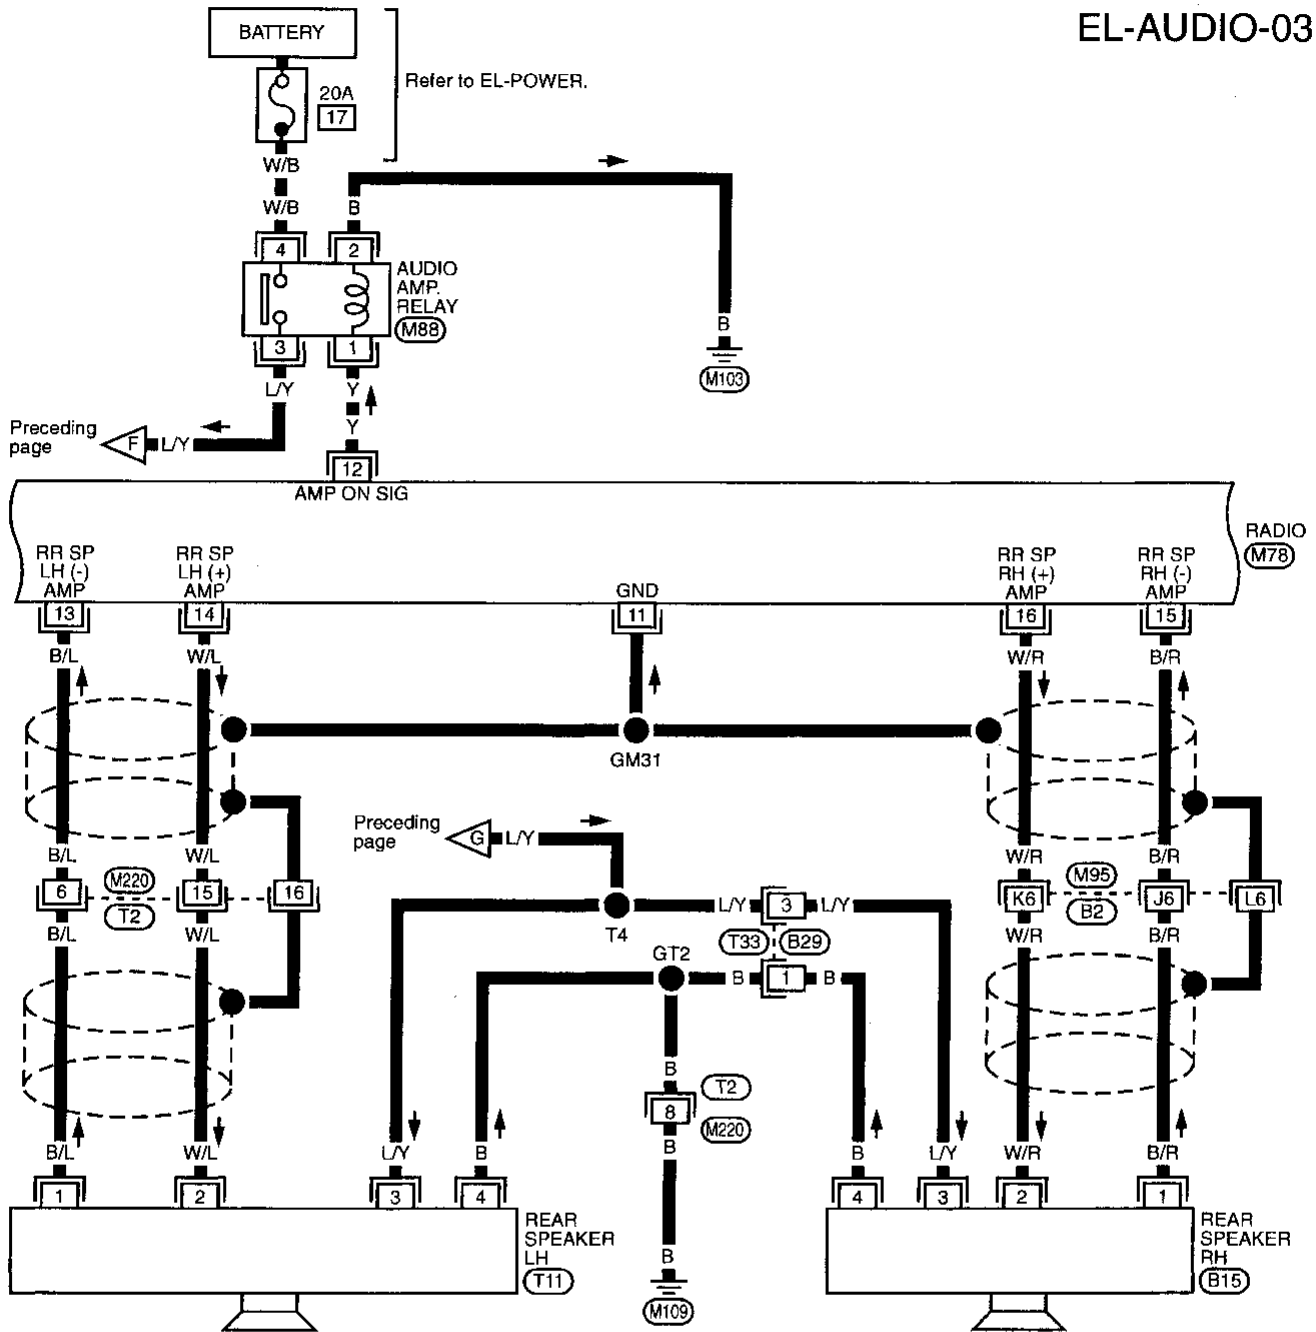 EL-AUDIO-03
BATTERY
Refer to EL-POWER.
20A
17
W/B
W/B B
4 2
AUDIO
AMP.
RELAY
M88
3 1
B
M103
L/Y Y
Preceding
page
F L/Y
Y
12
AMP ON SIG
RADIO
M78
RR SP
LH (-)
AMP
RR SP
LH (+)
AMP
GND
RR SP
RH (+)
AMP
RR SP
RH (-)
AMP
13 14 11 16 15
B/L W/L W/R B/R
GM31
Preceding
page
G L/Y
B/L W/L W/R B/R
6 M220 15 16
T2
K6 M95 J6 L6
B2
B/L W/L W/R B/R
L/Y 3 L/Y
T4
T33 B29
GT2
B 1 B
B
T2
8
M220
B
B/L W/L L/Y B B L/Y W/R B/R
1 2 3 4 4 3 2 1
REAR
SPEAKER
LH
T11
B
M109
REAR
SPEAKER
RH
B15